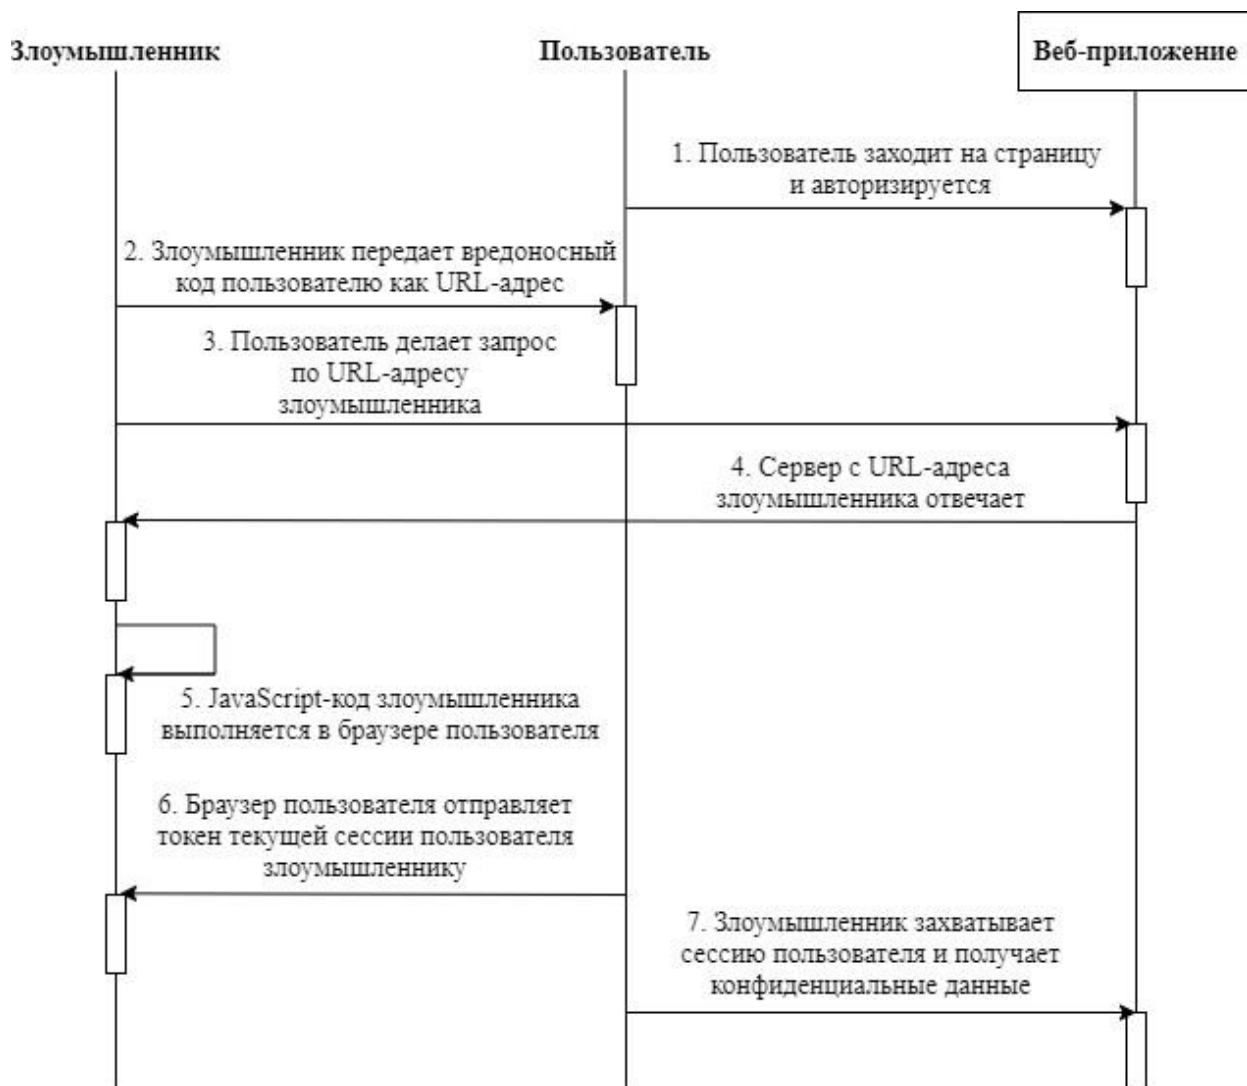 Злоумышленник
Пользователь
Веб-приложение
1. Пользователь заходит на страницу
и авторизируется
2. Злоумышленник передает вредоносный
код пользователю как URL-адрес
3. Пользователь делает запрос
по URL-адресу
злоумышленника
4. Сервер с URL-адреса
злоумышленника отвечает
5. JavaScript-код злоумышленника
выполняется в браузере пользователя
6. Браузер пользователя отправляет
токен текущей сессии пользователя
злоумышленнику
7. Злоумышленник захватывает
сессию пользователя и получает
конфиденциальные данные